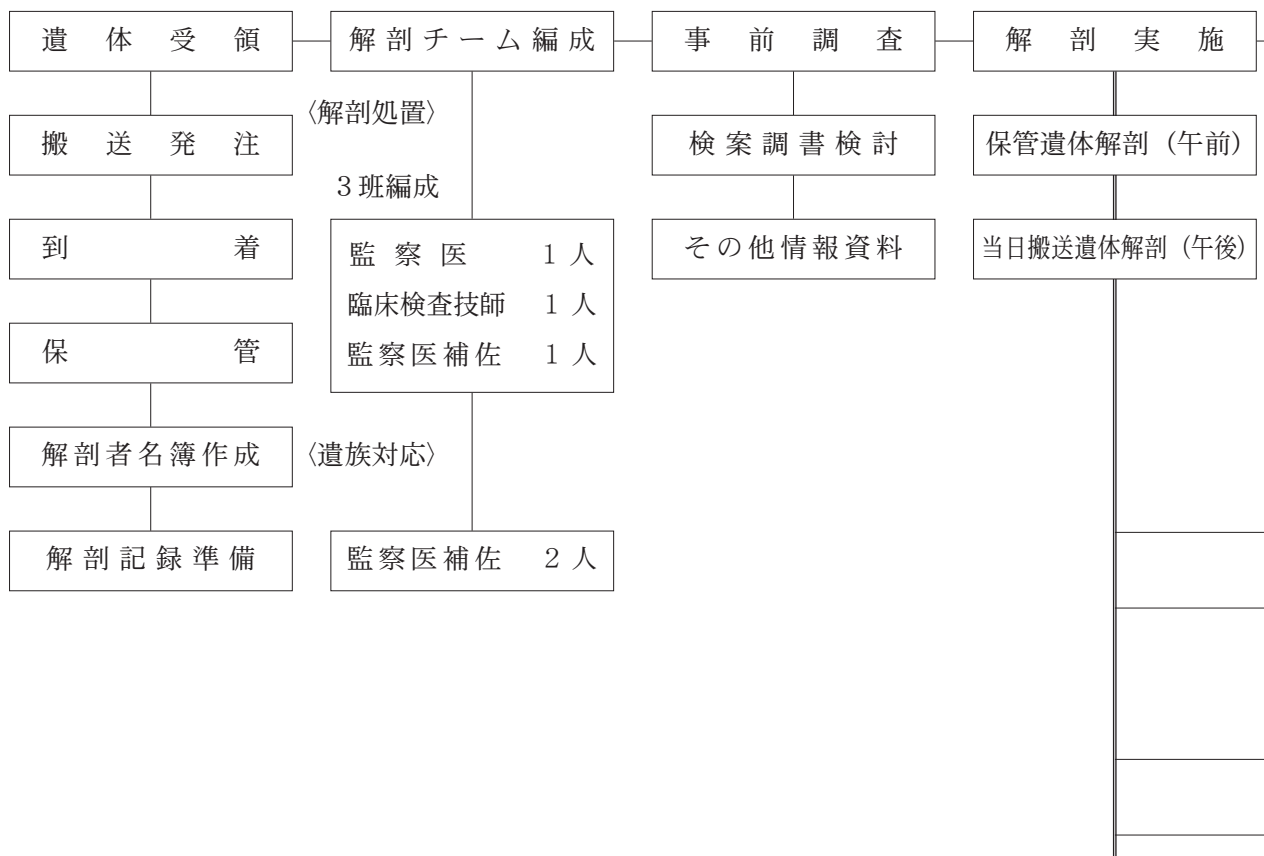 遺体受領
解剖チーム編成
事前調査
解剖実施
搬送発注
到着
保管
解剖者名簿作成
解剖記録準備
〈解剖処置〉
3班編成
監察医 1人
臨床検査技師 1人
監察医補佐 1人
〈遺族対応〉
監察医補佐 2人
検案調書検討
その他情報資料
保管遺体解剖（午前）
当日搬送遺体解剖（午後）